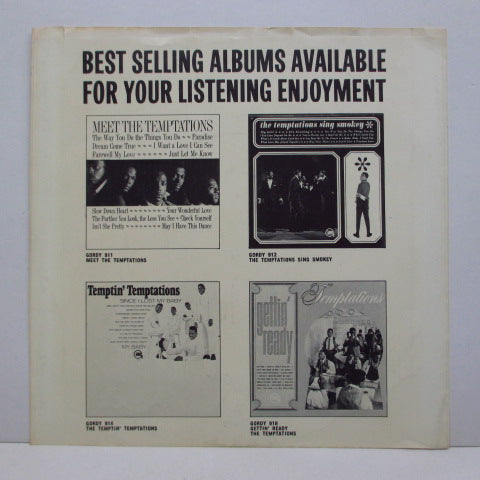 BEST SELLING ALBUMS AVAILABLE
FOR YOUR LISTENING ENJOYMENT
MEET THE TEMPTATIONS
The Way You Do the Things You Do Paradise
Dream Come True I Want a Love I Can See
Farewell My Love Just Let Me Know
Slow Down Heart Your Wonderful Love
The Further You Look, the Less You See Check Yourself
Isn't She Pretty May I Have This Dance
GORDY 911
MEET THE TEMPTATIONS
the temptations sing smokey
GORDY 912
THE TEMPTATIONS SING SMOKEY
Temptin' Temptations
SINCE I LOST MY BABY
MY BABY
GORDY 914
THE TEMPTIN' TEMPTATIONS
gettin' ready
Temptations
GORDY 918
GETTIN' READY
THE TEMPTATIONS